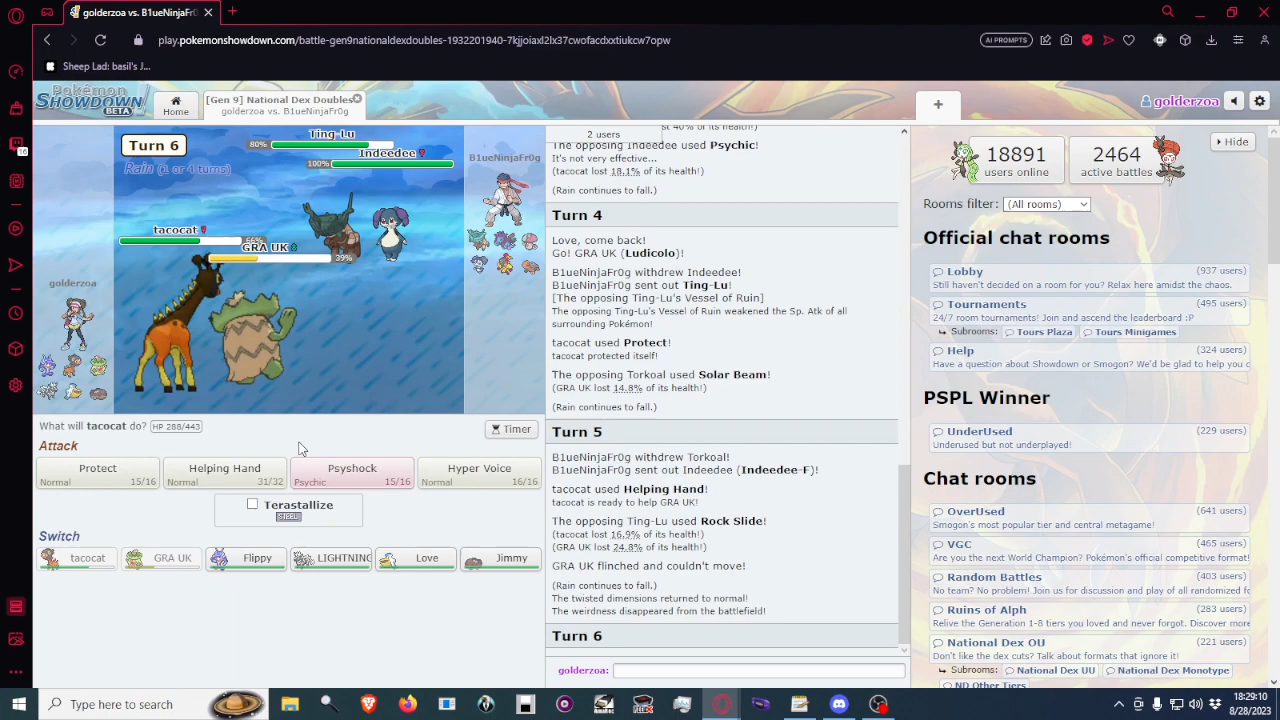 golderzoa vs. B1ueNinjaFr0
play.pokemonshowdown.com/battle-gen9nationaldexdoubles-1932201940-7kjjoiaxl2lx37cwofacdxxtiukcw7opw
AI PROMPTS
Sheep Lad: basil's J...
Pokémon
SHOWDOWN
BETA
Home
[Gen 9] National Dex Doubles
golderzoa vs. B1ueNinjaFr0g
+
golderzoa
Turn 6
Rain (1 or 4 turns)
Ting-Lu
80%
Indeedee
100%
tacocat
GRA UK
39%
B1ueNinjaFr0g
golderzoa
What will tacocat do? HP 288/443
Timer
Attack
Protect
Normal 15/16
Helping Hand
Normal 31/32
Psyshock
Psychic 15/16
Hyper Voice
Normal 16/16
Terastallize
STEEL
Switch
tacocat
GRA UK
Flippy
LIGHTNING
Love
Jimmy
2 users
st 40% of its health!)
The opposing Indeedee used Psychic!
It's not very effective...
(tacocat lost 18.1% of its health!)
(Rain continues to fall.)
Turn 4
Love, come back!
Go! GRA UK (Ludicolo)!
B1ueNinjaFr0g withdrew Indeedee!
B1ueNinjaFr0g sent out Ting-Lu!
[The opposing Ting-Lu's Vessel of Ruin]
The opposing Ting-Lu's Vessel of Ruin weakened the Sp. Atk of all
surrounding Pokémon!
tacocat used Protect!
tacocat protected itself!
The opposing Torkoal used Solar Beam!
(GRA UK lost 14.8% of its health!)
(Rain continues to fall.)
Turn 5
B1ueNinjaFr0g withdrew Torkoal!
B1ueNinjaFr0g sent out Indeedee (Indeedee-F)!
tacocat used Helping Hand!
tacocat is ready to help GRA UK!
The opposing Ting-Lu used Rock Slide!
(tacocat lost 16.9% of its health!)
(GRA UK lost 24.8% of its health!)
GRA UK flinched and couldn't move!
(Rain continues to fall.)
The twisted dimensions returned to normal!
The weirdness disappeared from the battlefield!
Turn 6
golderzoa:
18891
users online
2464
active battles
Hide
Rooms filter: (All rooms)
Official chat rooms
Lobby (937 users)
Still haven't decided on a room for you? Relax here amidst the chaos.
Tournaments (495 users)
24/7 room tournaments! Join and ascend the leaderboard :P
Subrooms: Tours Plaza Tours Minigames
Help (324 users)
Have a question about Showdown or Smogon? We'd be glad to help you o
PSPL Winner
UnderUsed (229 users)
Underused but not underplayed!
Chat rooms
OverUsed (641 users)
Smogon's most popular tier and central metagame!
VGC (465 users)
Are you the next World Champion? Pokémon's official competitive format!
Random Battles (403 users)
No team? No problem! Join us for discussion and play of all randomized fo
Ruins of Alph (283 users)
Relive the Generation 1-8 tiers you loved and never forgot. Discover more
National Dex OU (221 users)
Don't like the dex cuts? Talk about formats that ignore it!
Subrooms: National Dex UU National Dex Monotype
ND Other Tiers
Type here to search
18:29:10
8/28/2023